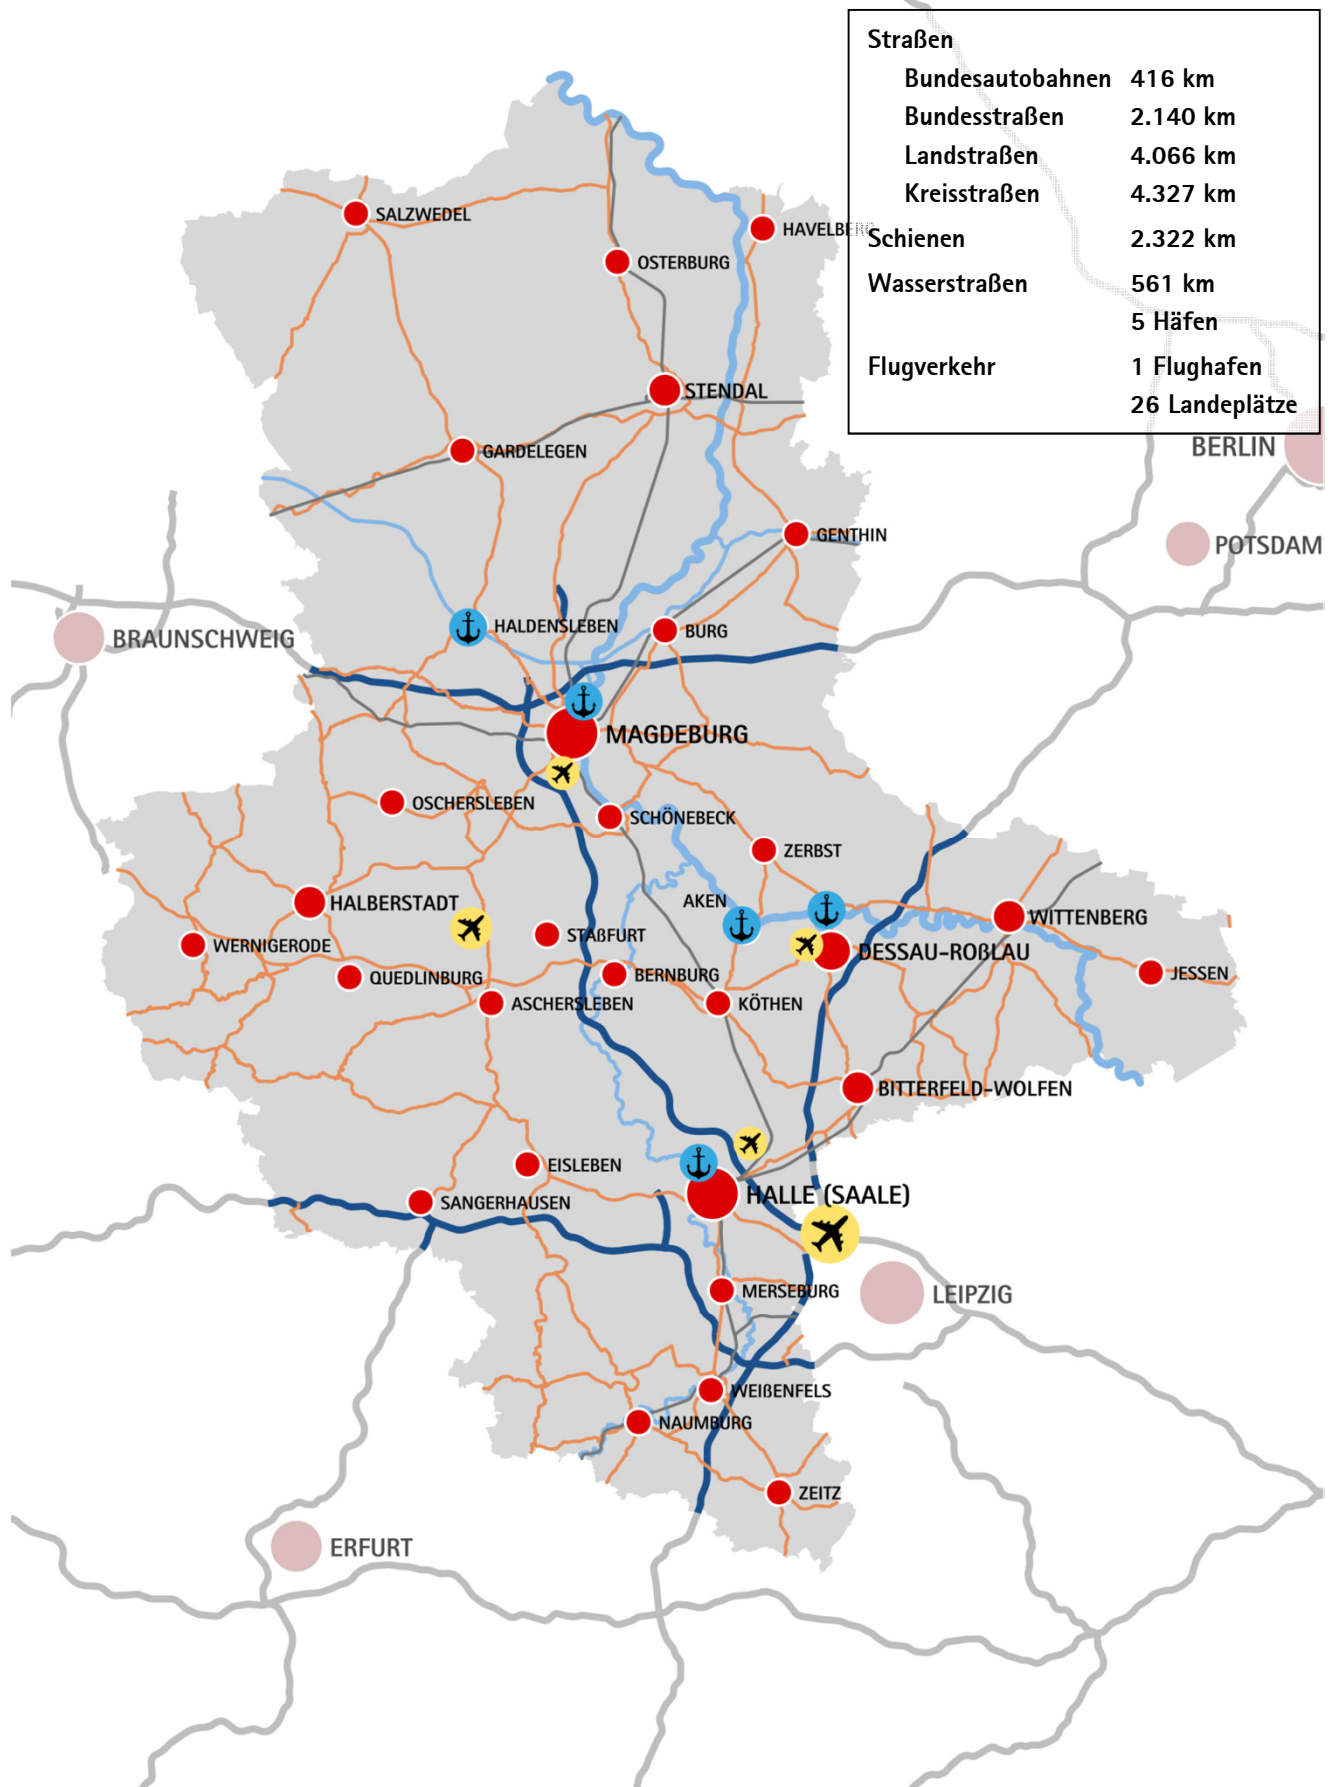 Straßen
Bundesautobahnen 416 km
Bundesstraßen 2.140 km
Landstraßen 4.066 km
Kreisstraßen 4.327 km
Schienen 2.322 km
Wasserstraßen 561 km
5 Häfen
Flugverkehr 1 Flughafen
26 Landeplätze
SALZWEDEL
HAVELBERG
OSTERBURG
STENDAL
BERLIN
GARDELEGEN
GENTHIN
POTSDAM
HALDENSLEBEN
BURG
BRAUNSCHWEIG
MAGDEBURG
OSCHERSLEBEN
SCHÖNEBECK
ZERBST
AKEN
HALBERSTADT
WITTENBERG
STAßFURT
WERNIGERODE
DESSAU-ROßLAU
QUEDLINBURG
BERNBURG
JESSEN
ASCHERSLEBEN
KÖTHEN
BITTERFELD-WOLFEN
EISLEBEN
HALLE (SAALE)
SANGERHAUSEN
MERSEBURG
LEIPZIG
WEIßENFELS
NAUMBURG
ZEITZ
ERFURT